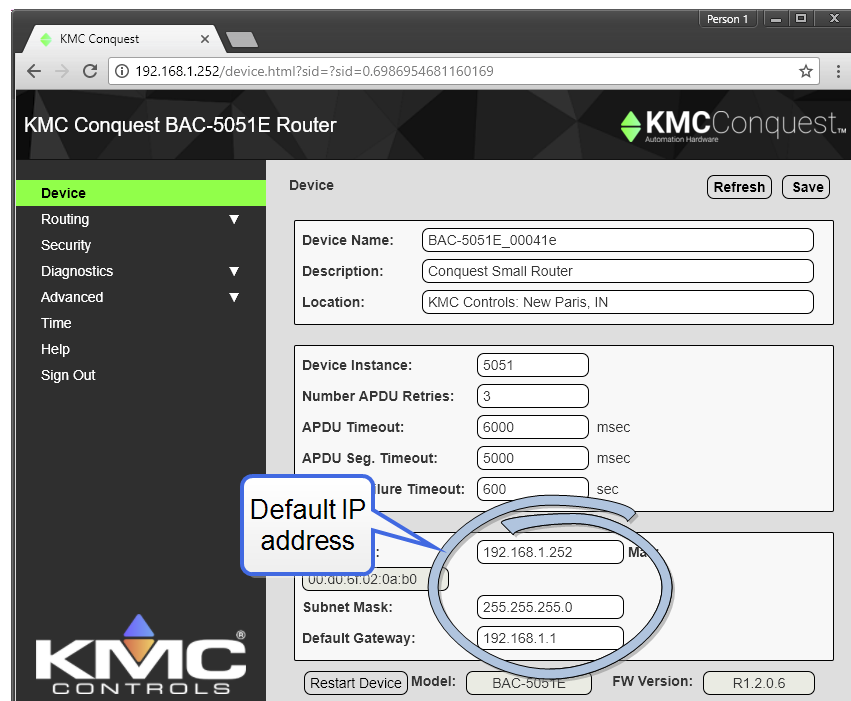 Person 1
KMC Conquest
192.168.1.252/device.html?sid=?sid=0.6986954681160169
KMC Conquest BAC-5051E Router
KMCConquest™
Automation Hardware
Device
Routing
Security
Diagnostics
Advanced
Time
Help
Sign Out
Device
Refresh Save
Device Name: BAC-5051E_00041e
Description: Conquest Small Router
Location: KMC Controls: New Paris, IN
Device Instance: 5051
Number APDU Retries: 3
APDU Timeout: 6000 msec
APDU Seg. Timeout: 5000 msec
Timeout: 600 sec
Default IP
address
: 192.168.1.252
00:d0:6f:02:0a:b0
Subnet Mask: 255.255.255.0
Default Gateway: 192.168.1.1
Restart Device Model: BAC-5051E FW Version: R1.2.0.6
KMC®
CONTROLS